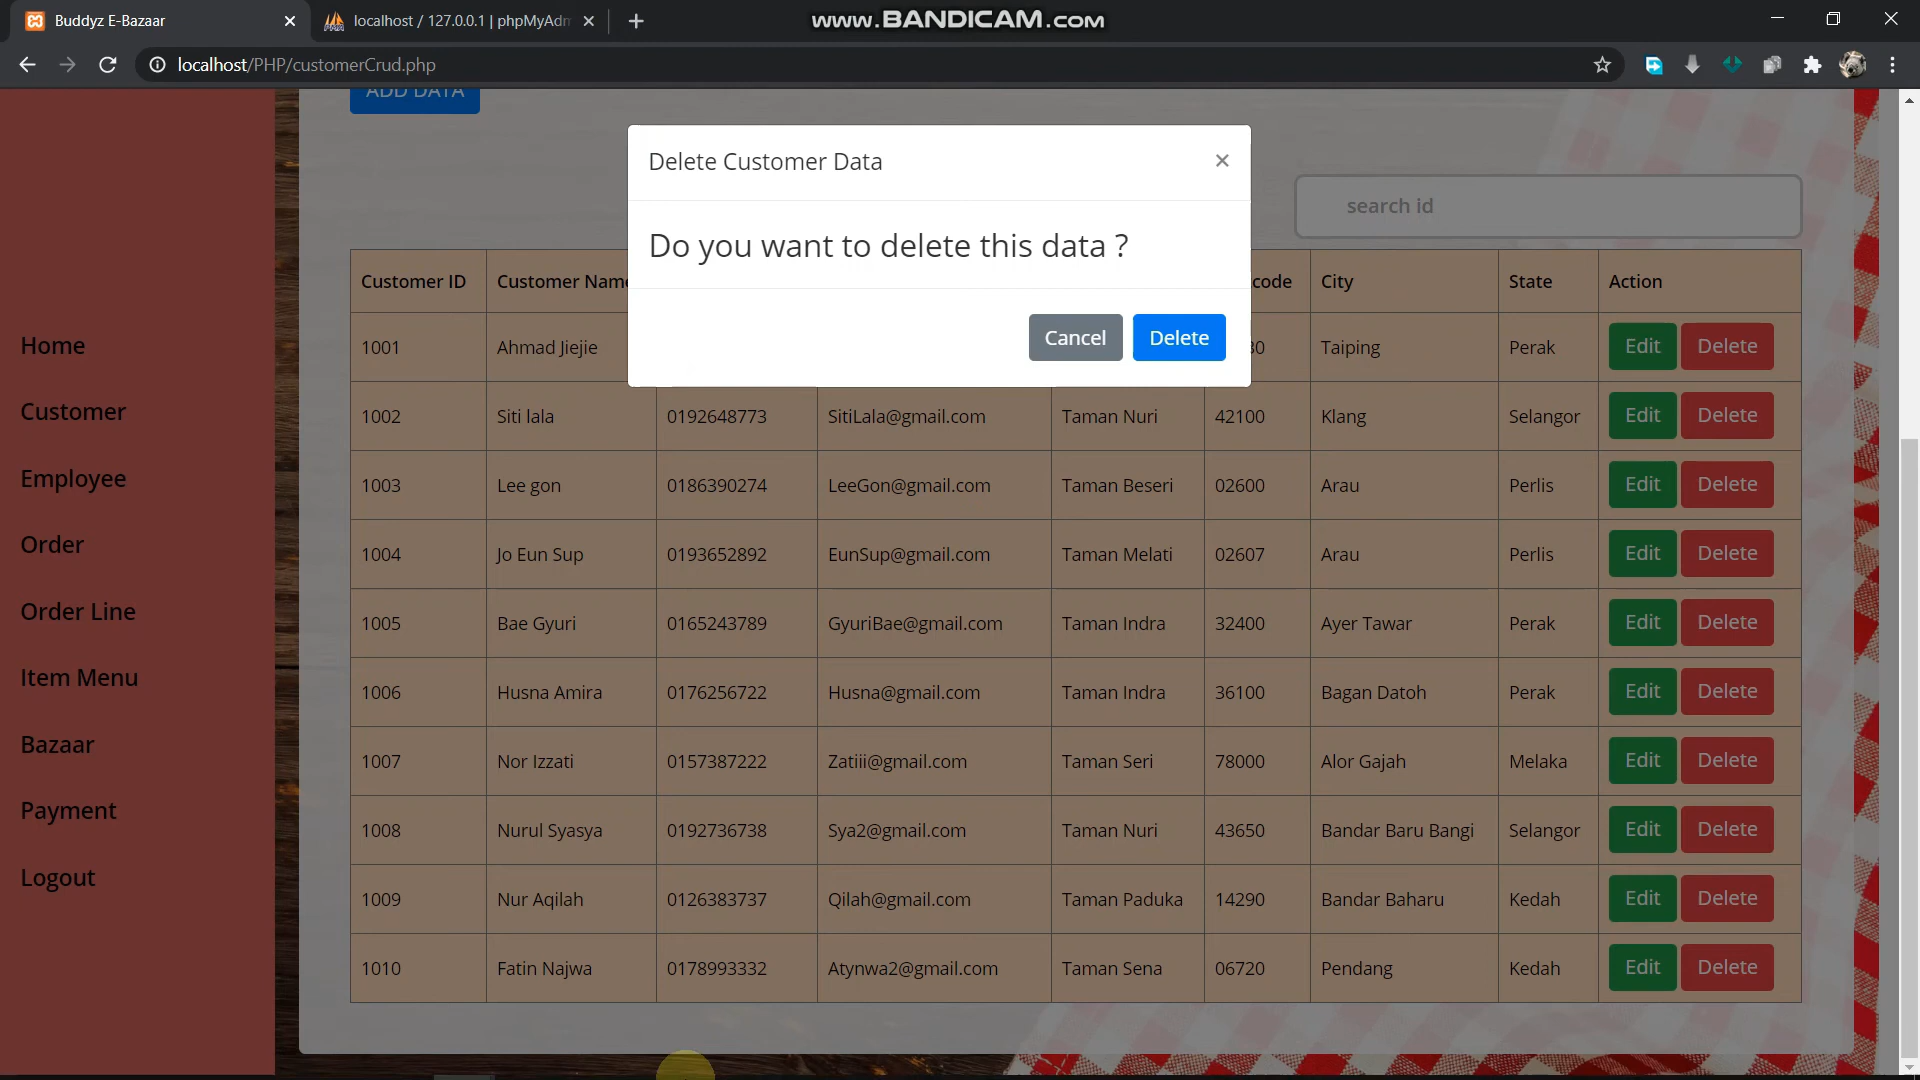 Buddyz E-Bazaar
localhost / 127.0.0.1 | phpMyAdm
www.BANDICAM.com
localhost/PHP/customerCrud.php
ADD DATA
Delete Customer Data ×
Do you want to delete this data ?
Cancel Delete
search id
Home
Customer
Employee
Order
Order Line
Item Menu
Bazaar
Payment
Logout
Customer ID Customer Name code City State Action
1001 Ahmad Jiejie 30 Taiping Perak Edit Delete
1002 Siti lala 0192648773 SitiLala@gmail.com Taman Nuri 42100 Klang Selangor Edit Delete
1003 Lee gon 0186390274 LeeGon@gmail.com Taman Beseri 02600 Arau Perlis Edit Delete
1004 Jo Eun Sup 0193652892 EunSup@gmail.com Taman Melati 02607 Arau Perlis Edit Delete
1005 Bae Gyuri 0165243789 GyuriBae@gmail.com Taman Indra 32400 Ayer Tawar Perak Edit Delete
1006 Husna Amira 0176256722 Husna@gmail.com Taman Indra 36100 Bagan Datoh Perak Edit Delete
1007 Nor Izzati 0157387222 Zatiii@gmail.com Taman Seri 78000 Alor Gajah Melaka Edit Delete
1008 Nurul Syasya 0192736738 Sya2@gmail.com Taman Nuri 43650 Bandar Baru Bangi Selangor Edit Delete
1009 Nur Aqilah 0126383737 Qilah@gmail.com Taman Paduka 14290 Bandar Baharu Kedah Edit Delete
1010 Fatin Najwa 0178993332 Atynwa2@gmail.com Taman Sena 06720 Pendang Kedah Edit Delete